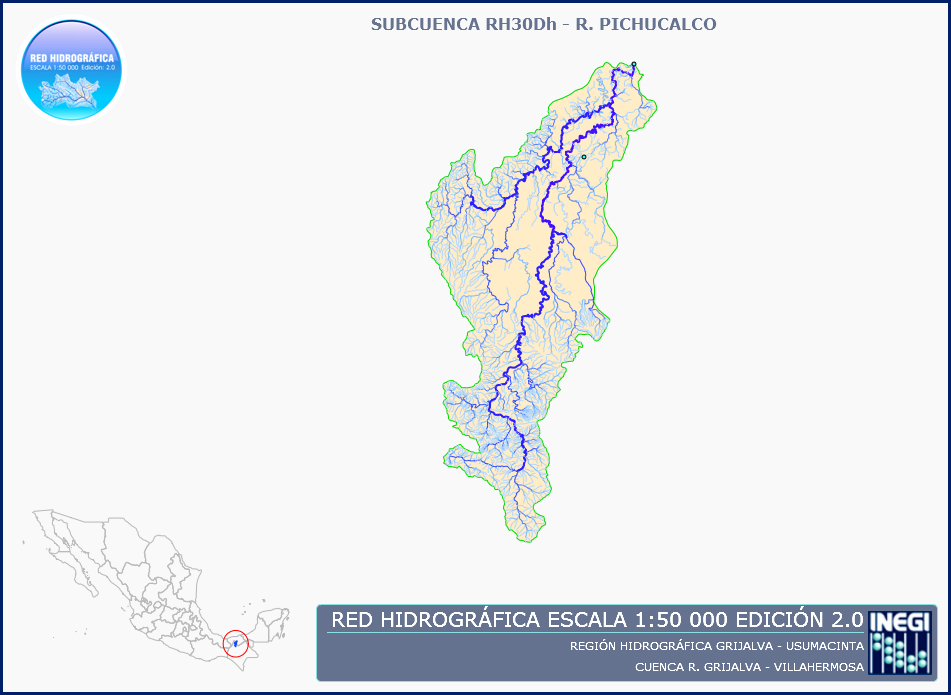 SUBCUENCA RH30Dh - R. PICHUCALCO
RED HIDROGRÁFICA
ESCALA 1:50 000 Edición: 2.0
RED HIDROGRÁFICA ESCALA 1:50 000 EDICIÓN 2.0
REGIÓN HIDROGRÁFICA GRIJALVA - USUMACINTA
CUENCA R. GRIJALVA - VILLAHERMOSA
INEGI